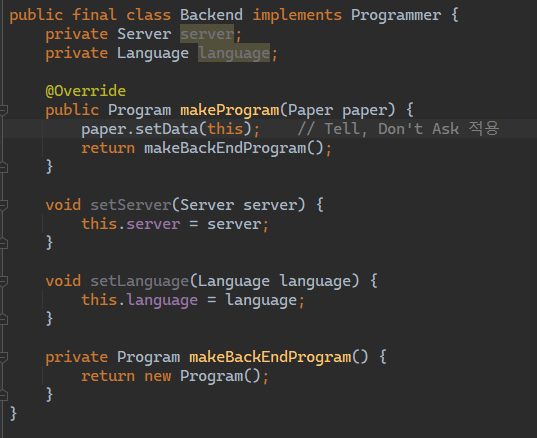 public final class Backend implements Programmer {
    private Server server;
    private Language language;

    @Override
    public Program makeProgram(Paper paper) {
        paper.setData(this);    // Tell, Don't Ask 적용
        return makeBackEndProgram();
    }

    void setServer(Server server) {
        this.server = server;
    }

    void setLanguage(Language language) {
        this.language = language;
    }

    private Program makeBackEndProgram() {
        return new Program();
    }
}